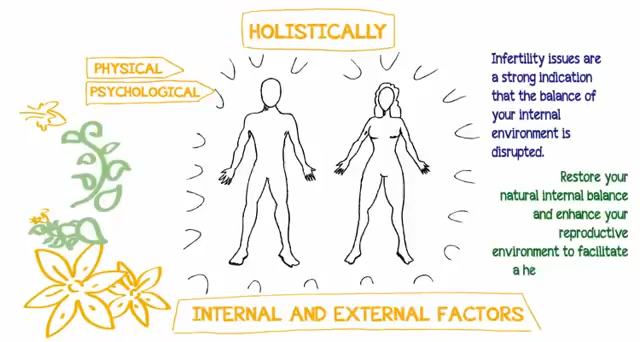 HOLISTICALLY
PHYSICAL
PSYCHOLOGICAL
Infertility issues are
a strong indication
that the balance of
your internal
environment is
disrupted.
Restore your
natural internal balance
and enhance your
reproductive
environment to facilitate
a he
INTERNAL AND EXTERNAL FACTORS